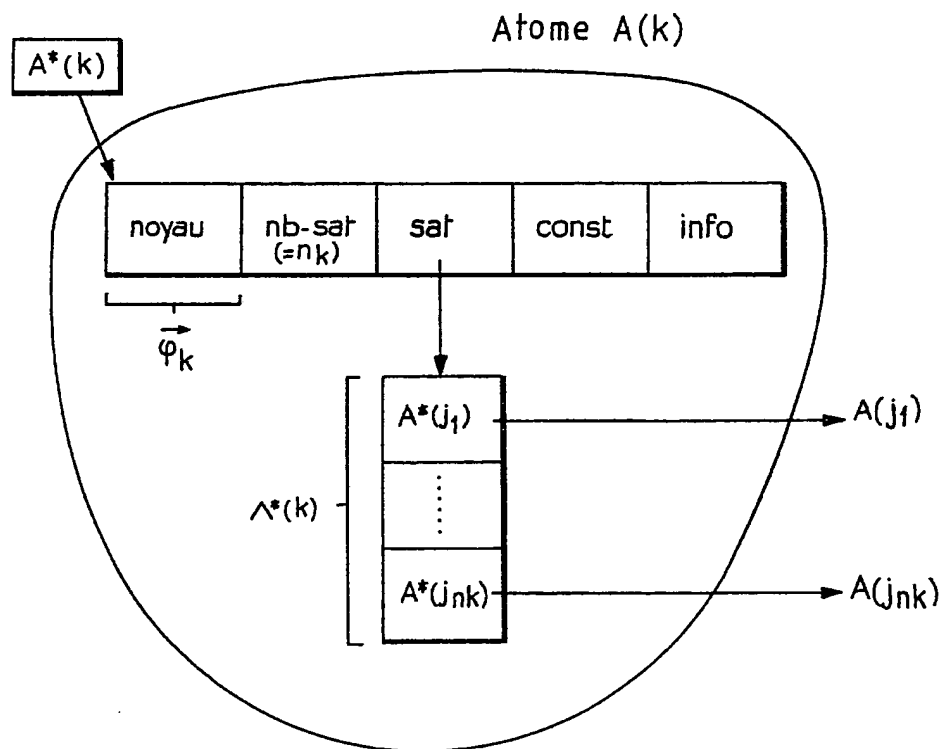 Atome A(k)
A*(k)
noyau
nb-sat
(=nk)
sat
const
info
φk
A*(j1)
A(j1)
Λ*(k)
A*(jnk)
A(jnk)